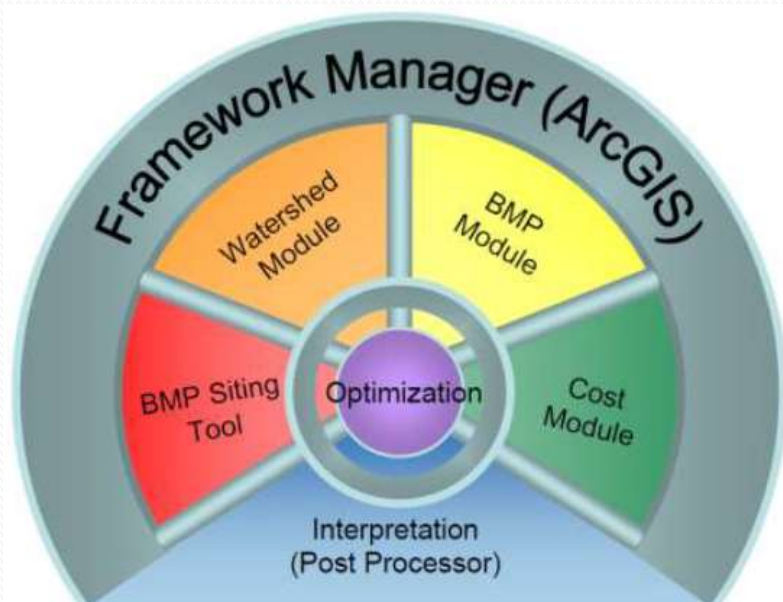 Framework Manager (ArcGIS)
Watershed
Module
BMP
Module
BMP Siting
Tool
Optimization
Cost
Module
Interpretation
(Post Processor)